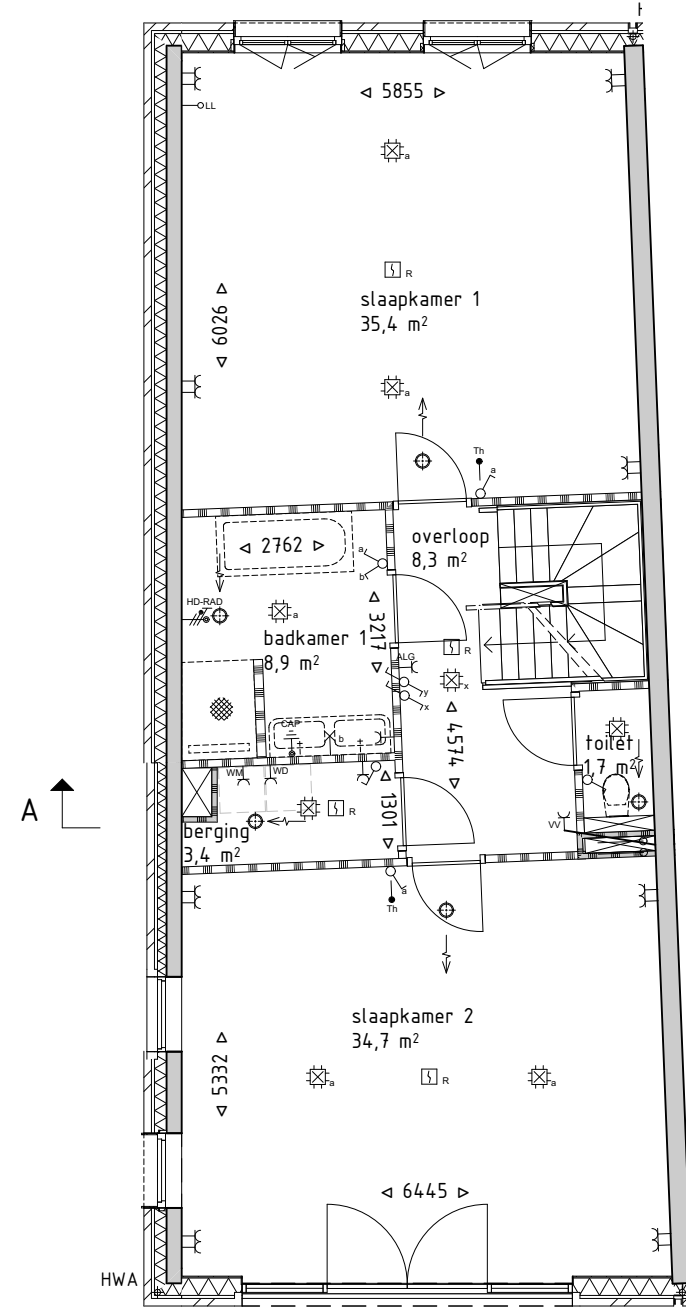 5855
LL
a
R
slaapkamer 1
35,4 m²
6026
a
Th
a
overloop
8,3 m²
2762
a
b
HD-RAD
a
badkamer 1
8,9 m²
3217
R
ALG
y
x
x
4574
CAP
b
toilet
1,7 m²
WM
WD
1301
R
A
berging
3,4 m²
VV
a
Th
slaapkamer 2
34,7 m²
5332
a
R
a
6445
HWA